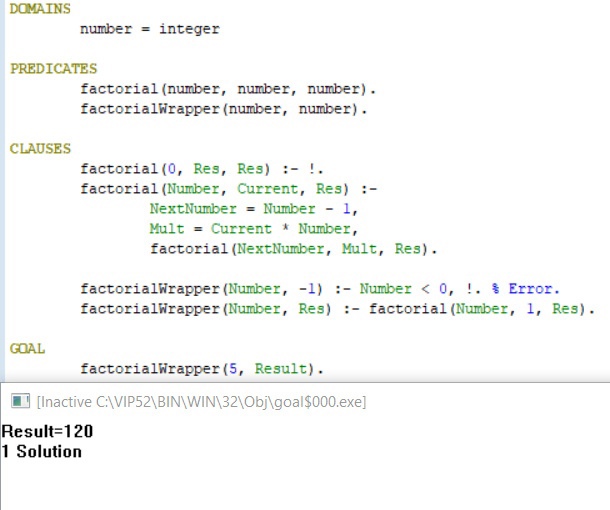 DOMAINS
number = integer
PREDICATES
factorial(number, number, number).
factorialWrapper(number, number).
CLAUSES
factorial(0, Res, Res) :- !.
factorial(Number, Current, Res) :-
NextNumber = Number - 1,
Mult = Current * Number,
factorial(NextNumber, Mult, Res).
factorialWrapper(Number, -1) :- Number < 0, !. % Error.
factorialWrapper(Number, Res) :- factorial(Number, 1, Res).
GOAL
factorialWrapper(5, Result).
[Inactive C:\VIP52\BIN\WIN\32\Obj\goal$000.exe]
Result=120
1 Solution